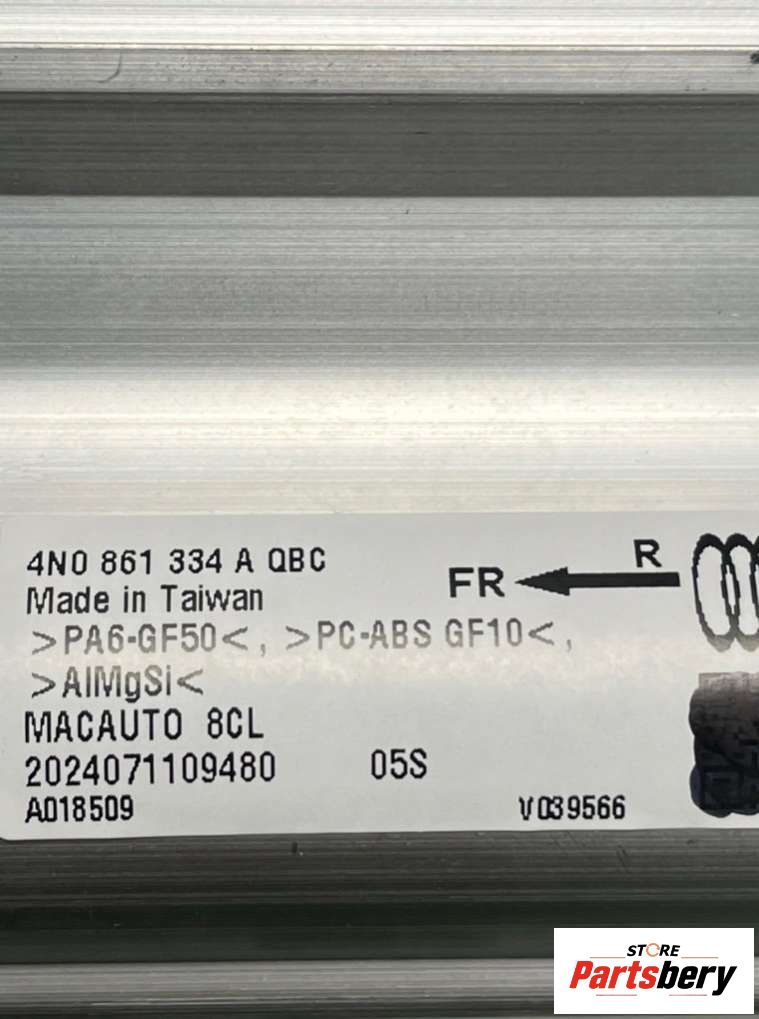 4N0 861 334 A QBC
FR R
Made in Taiwan
>PA6-GF50<, >PC-ABS GF10<,
>AlMgSi<
MACAUTO 8CL
2024071109480 05S
A018509 V039566
STORE
Partsbery